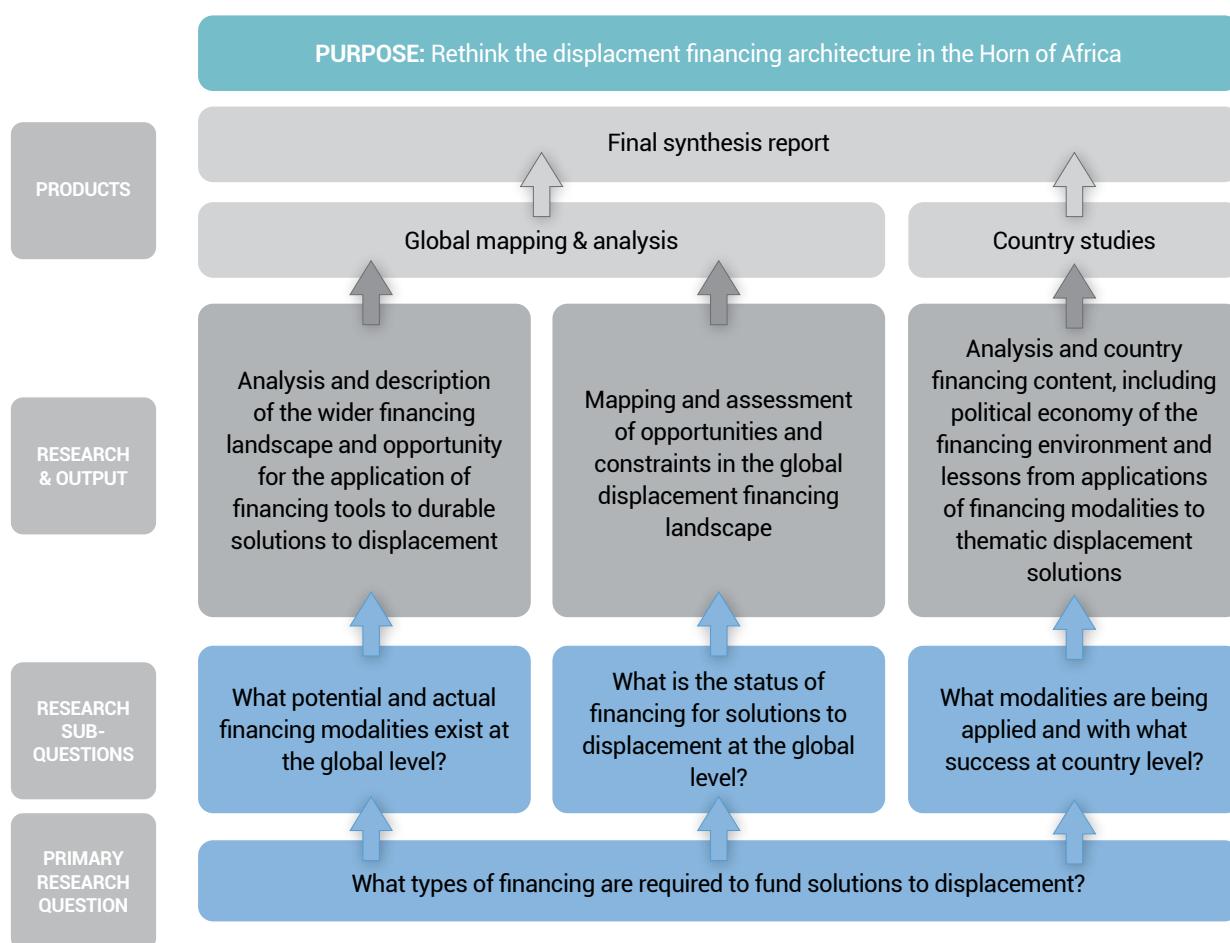 PURPOSE: Rethink the displacment financing architecture in the Horn of Africa
PRODUCTS
Final synthesis report
Global mapping & analysis
Country studies
RESEARCH
& OUTPUT
Analysis and description
of the wider financing
landscape and opportunity
for the application of
financing tools to durable
solutions to displacement
Mapping and assessment
of opportunities and
constraints in the global
displacement financing
landscape
Analysis and country
financing content, including
political economy of the
financing environment and
lessons from applications
of financing modalities to
thematic displacement
solutions
RESEARCH
SUB-
QUESTIONS
What potential and actual
financing modalities exist at
the global level?
What is the status of
financing for solutions to
displacement at the global
level?
What modalities are being
applied and with what
success at country level?
PRIMARY
RESEARCH
QUESTION
What types of financing are required to fund solutions to displacement?